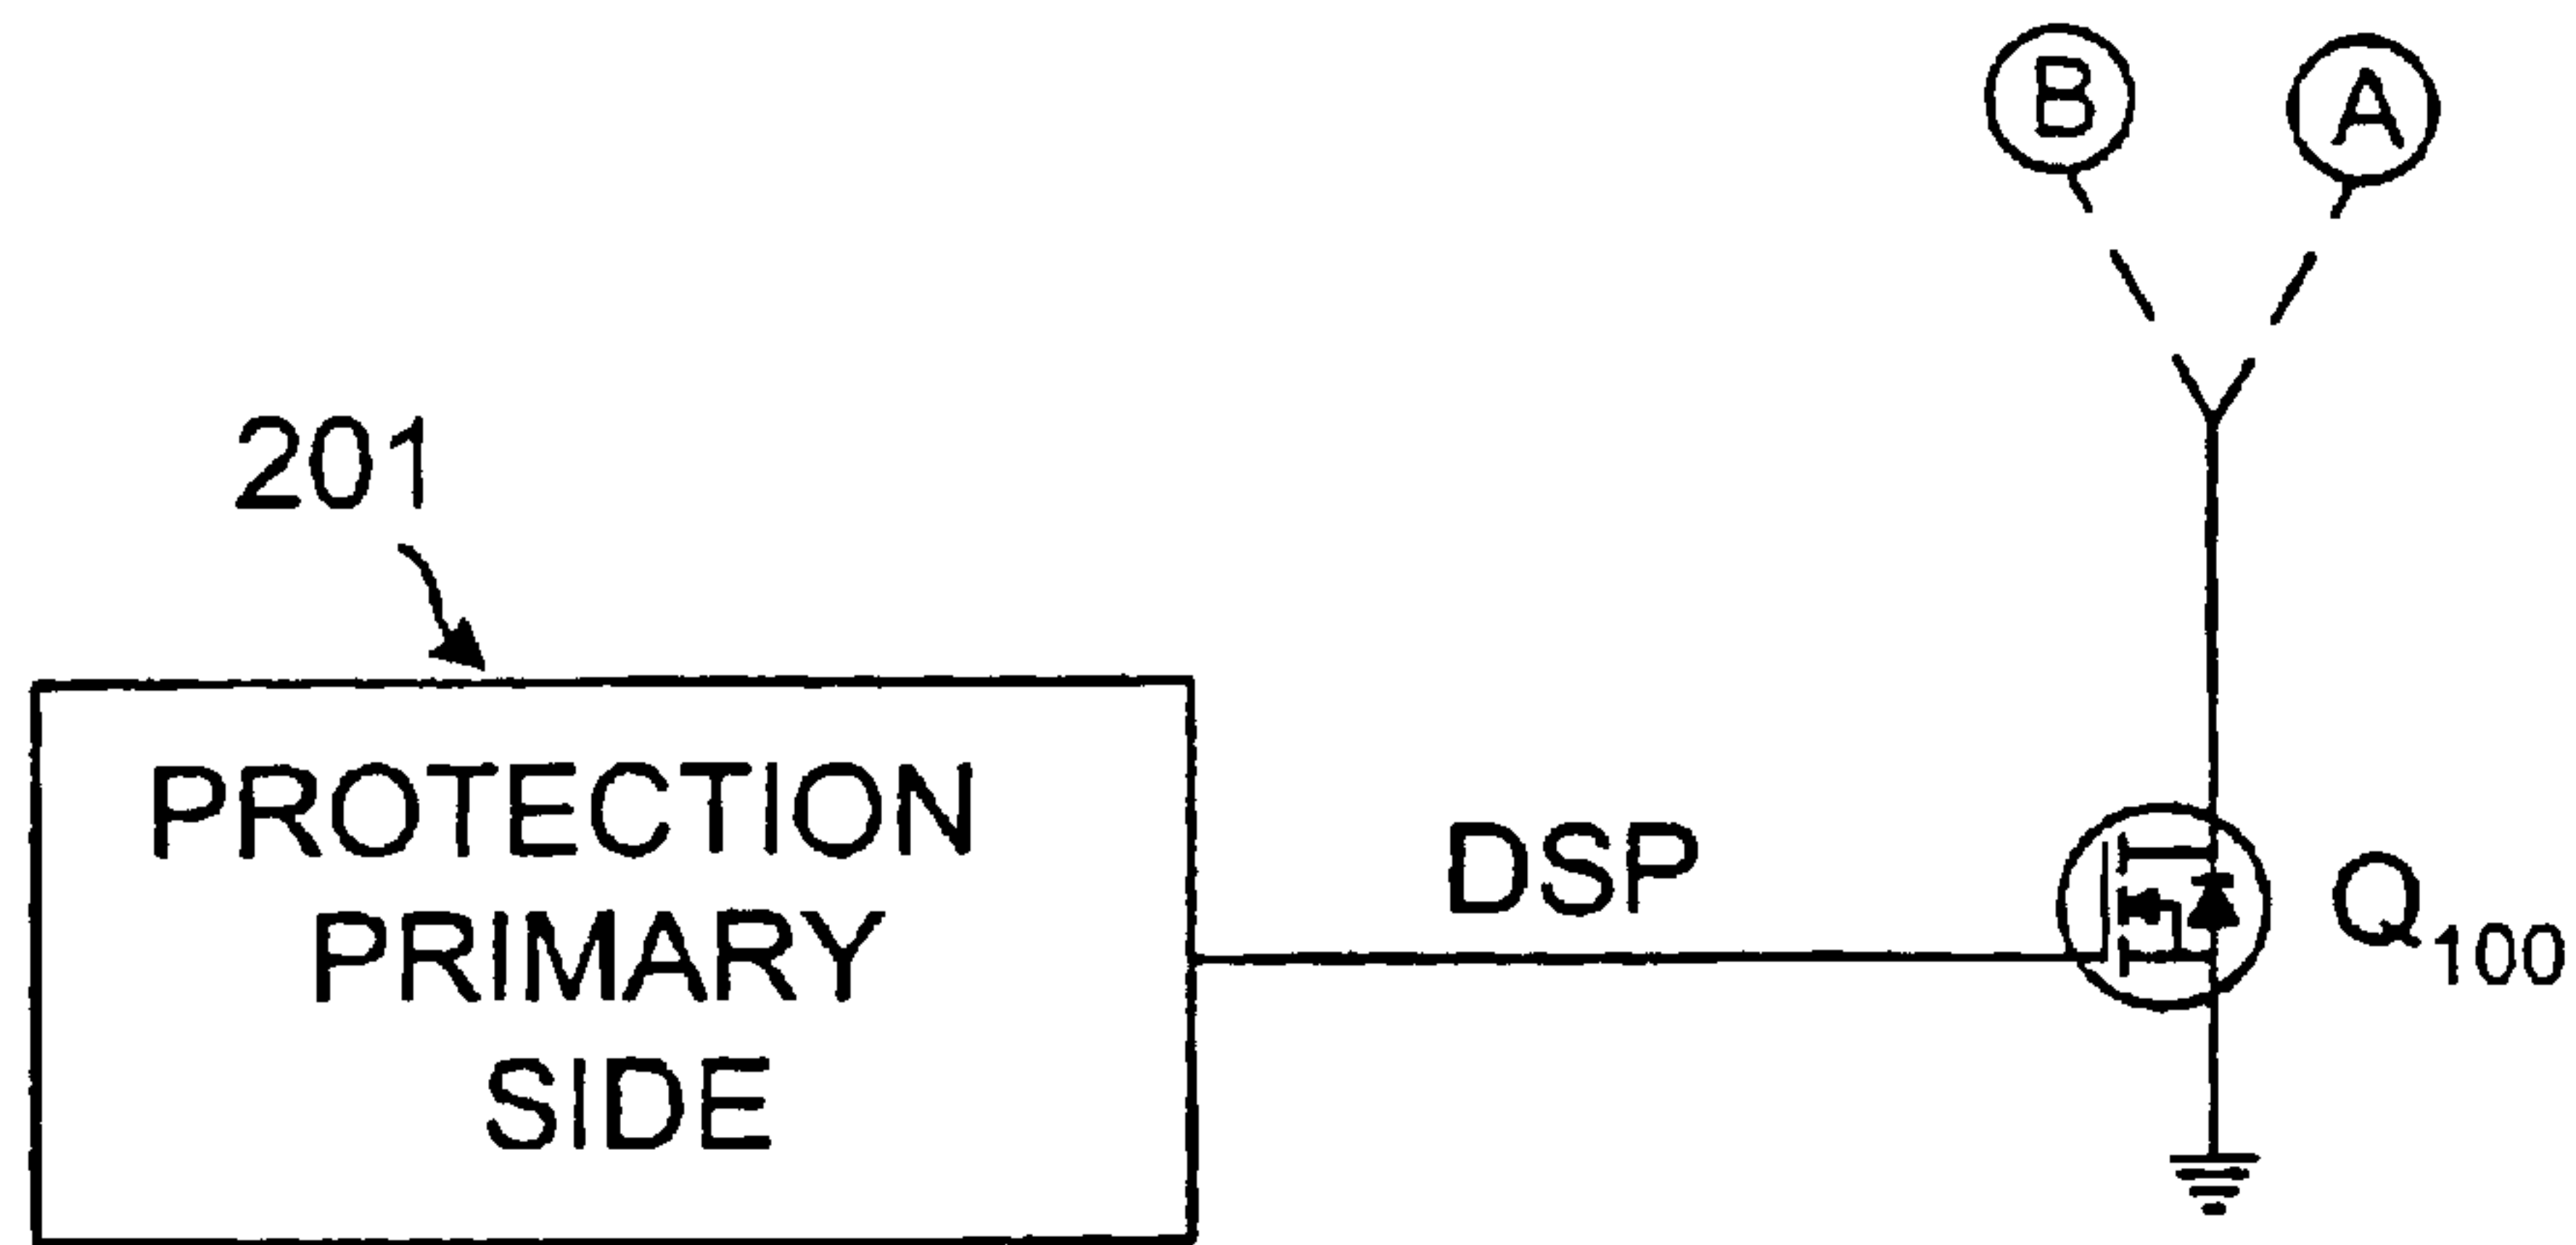 B A
201
PROTECTION
PRIMARY
SIDE
DSP
Q100